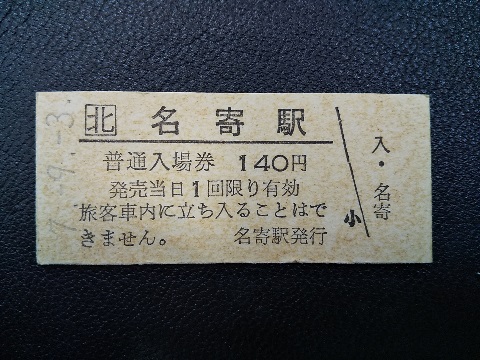 北 名寄駅
普通入場券 140円
発売当日1回限り有効
旅客車内に立ち入ることはで
きません。 名寄駅発行
小
入・名寄
-9.-3.